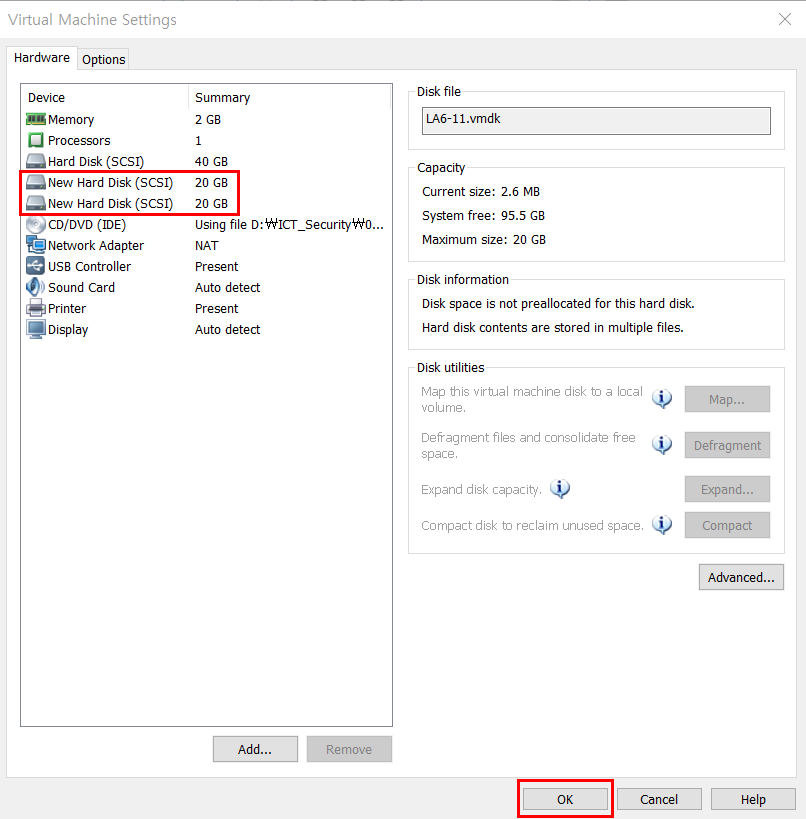 Virtual Machine Settings
Hardware
Options
Device Summary
Memory 2 GB
Processors 1
Hard Disk (SCSI) 40 GB
New Hard Disk (SCSI) 20 GB
New Hard Disk (SCSI) 20 GB
CD/DVD (IDE) Using file D:₩ICT_Security₩0...
Network Adapter NAT
USB Controller Present
Sound Card Auto detect
Printer Present
Display Auto detect
Add...
Remove
Disk file
LA6-11.vmdk
Capacity
Current size: 2.6 MB
System free: 95.5 GB
Maximum size: 20 GB
Disk information
Disk space is not preallocated for this hard disk.
Hard disk contents are stored in multiple files.
Disk utilities
Map this virtual machine disk to a local
volume.
Map...
Defragment files and consolidate free
space.
Defragment
Expand disk capacity.
Expand...
Compact disk to reclaim unused space.
Compact
Advanced...
OK
Cancel
Help